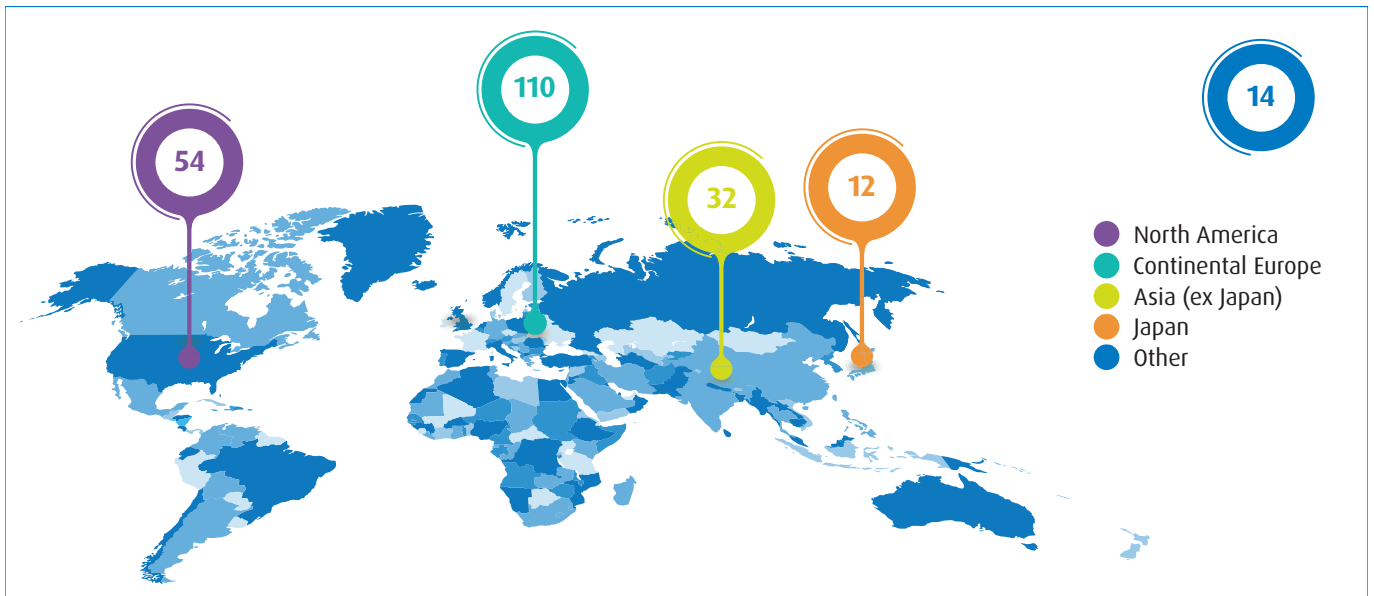 54
110
32
12
14
North America
Continental Europe
Asia (ex Japan)
Japan
Other